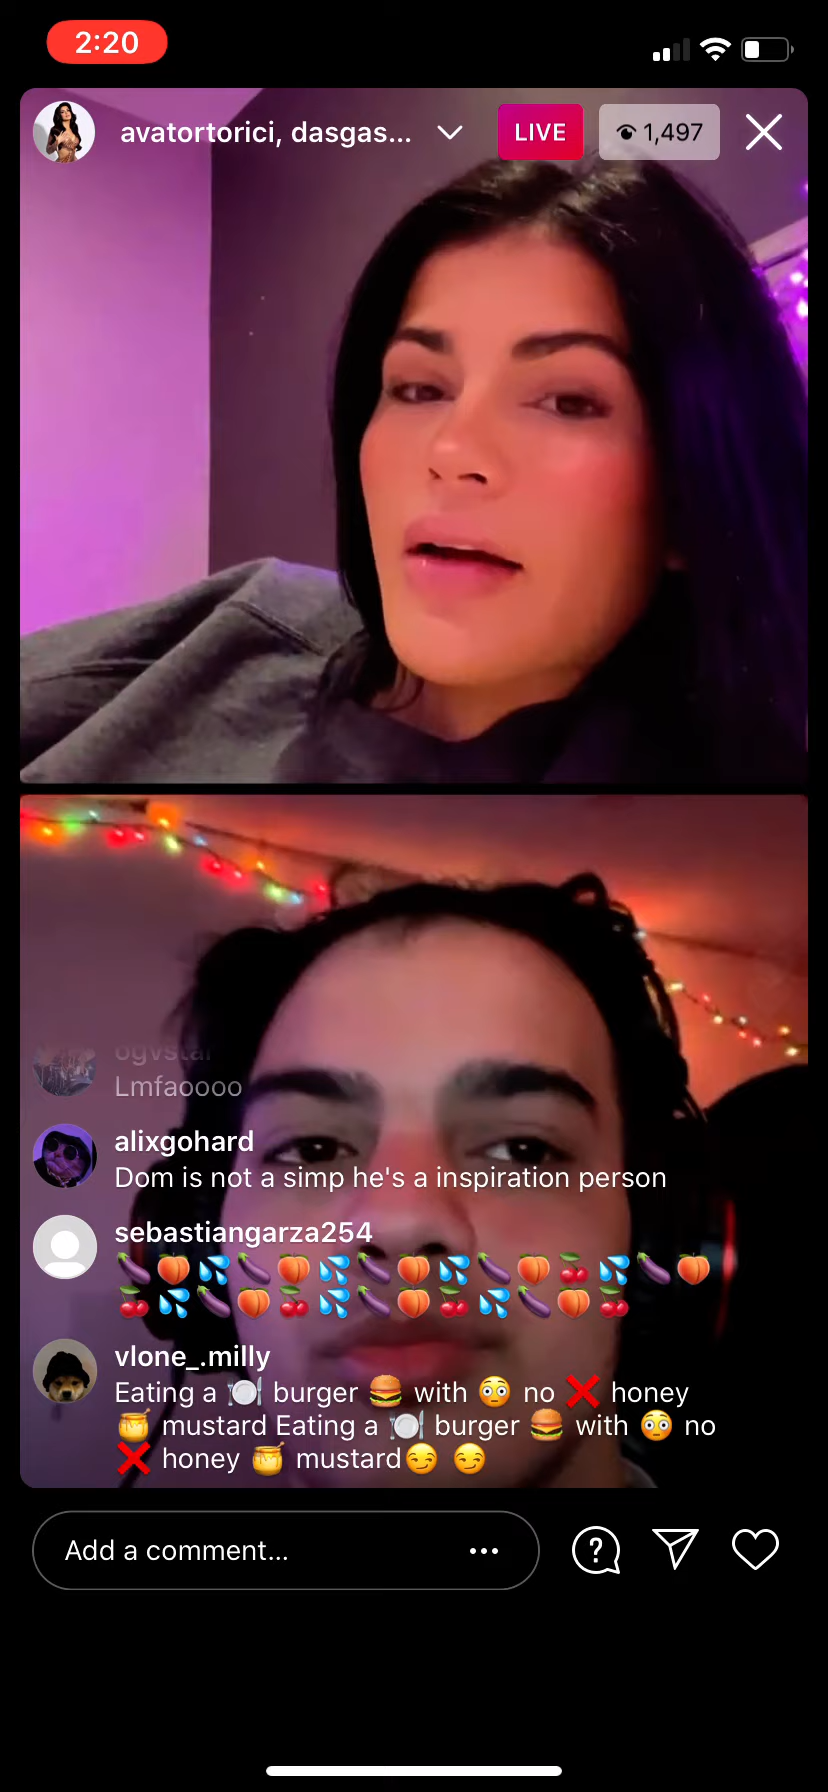 2:20
avatortorici, dasgas...
LIVE
1,497
ogvstar
Lmfaoooo
alixgohard
Dom is not a simp he's a inspiration person
sebastiangarza254
🍆🍑💦🍆🍑💦🍆🍑💦🍆🍑🍒💦🍆🍑
🍒💦🍆🍑🍒💦🍆🍑🍒💦🍆🍑🍒
vlone_.milly
Eating a 🍽 burger 🍔 with 😳 no ❌ honey
🍯 mustard Eating a 🍽 burger 🍔 with 😳 no
❌ honey 🍯 mustard😏 😏
Add a comment...